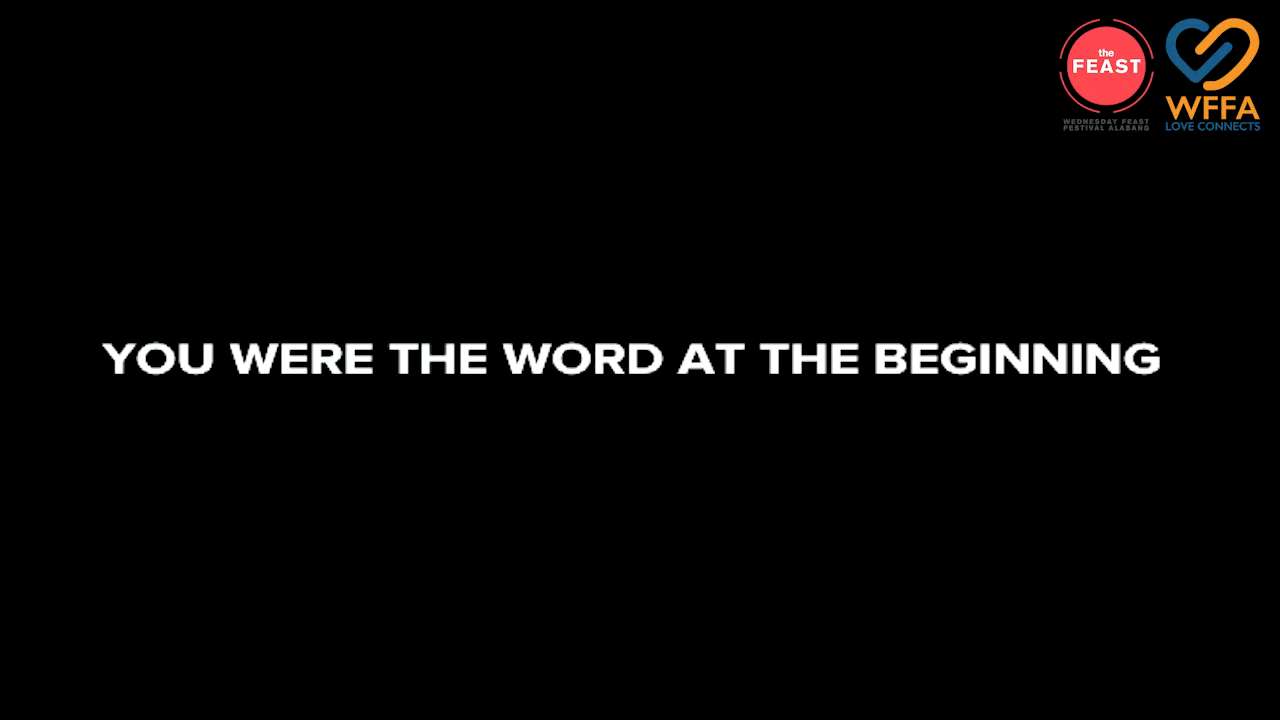 the
FEAST
WEDNESDAY FEAST
FESTIVAL ALABANG
WFFA
LOVE CONNECTS
YOU WERE THE WORD AT THE BEGINNING